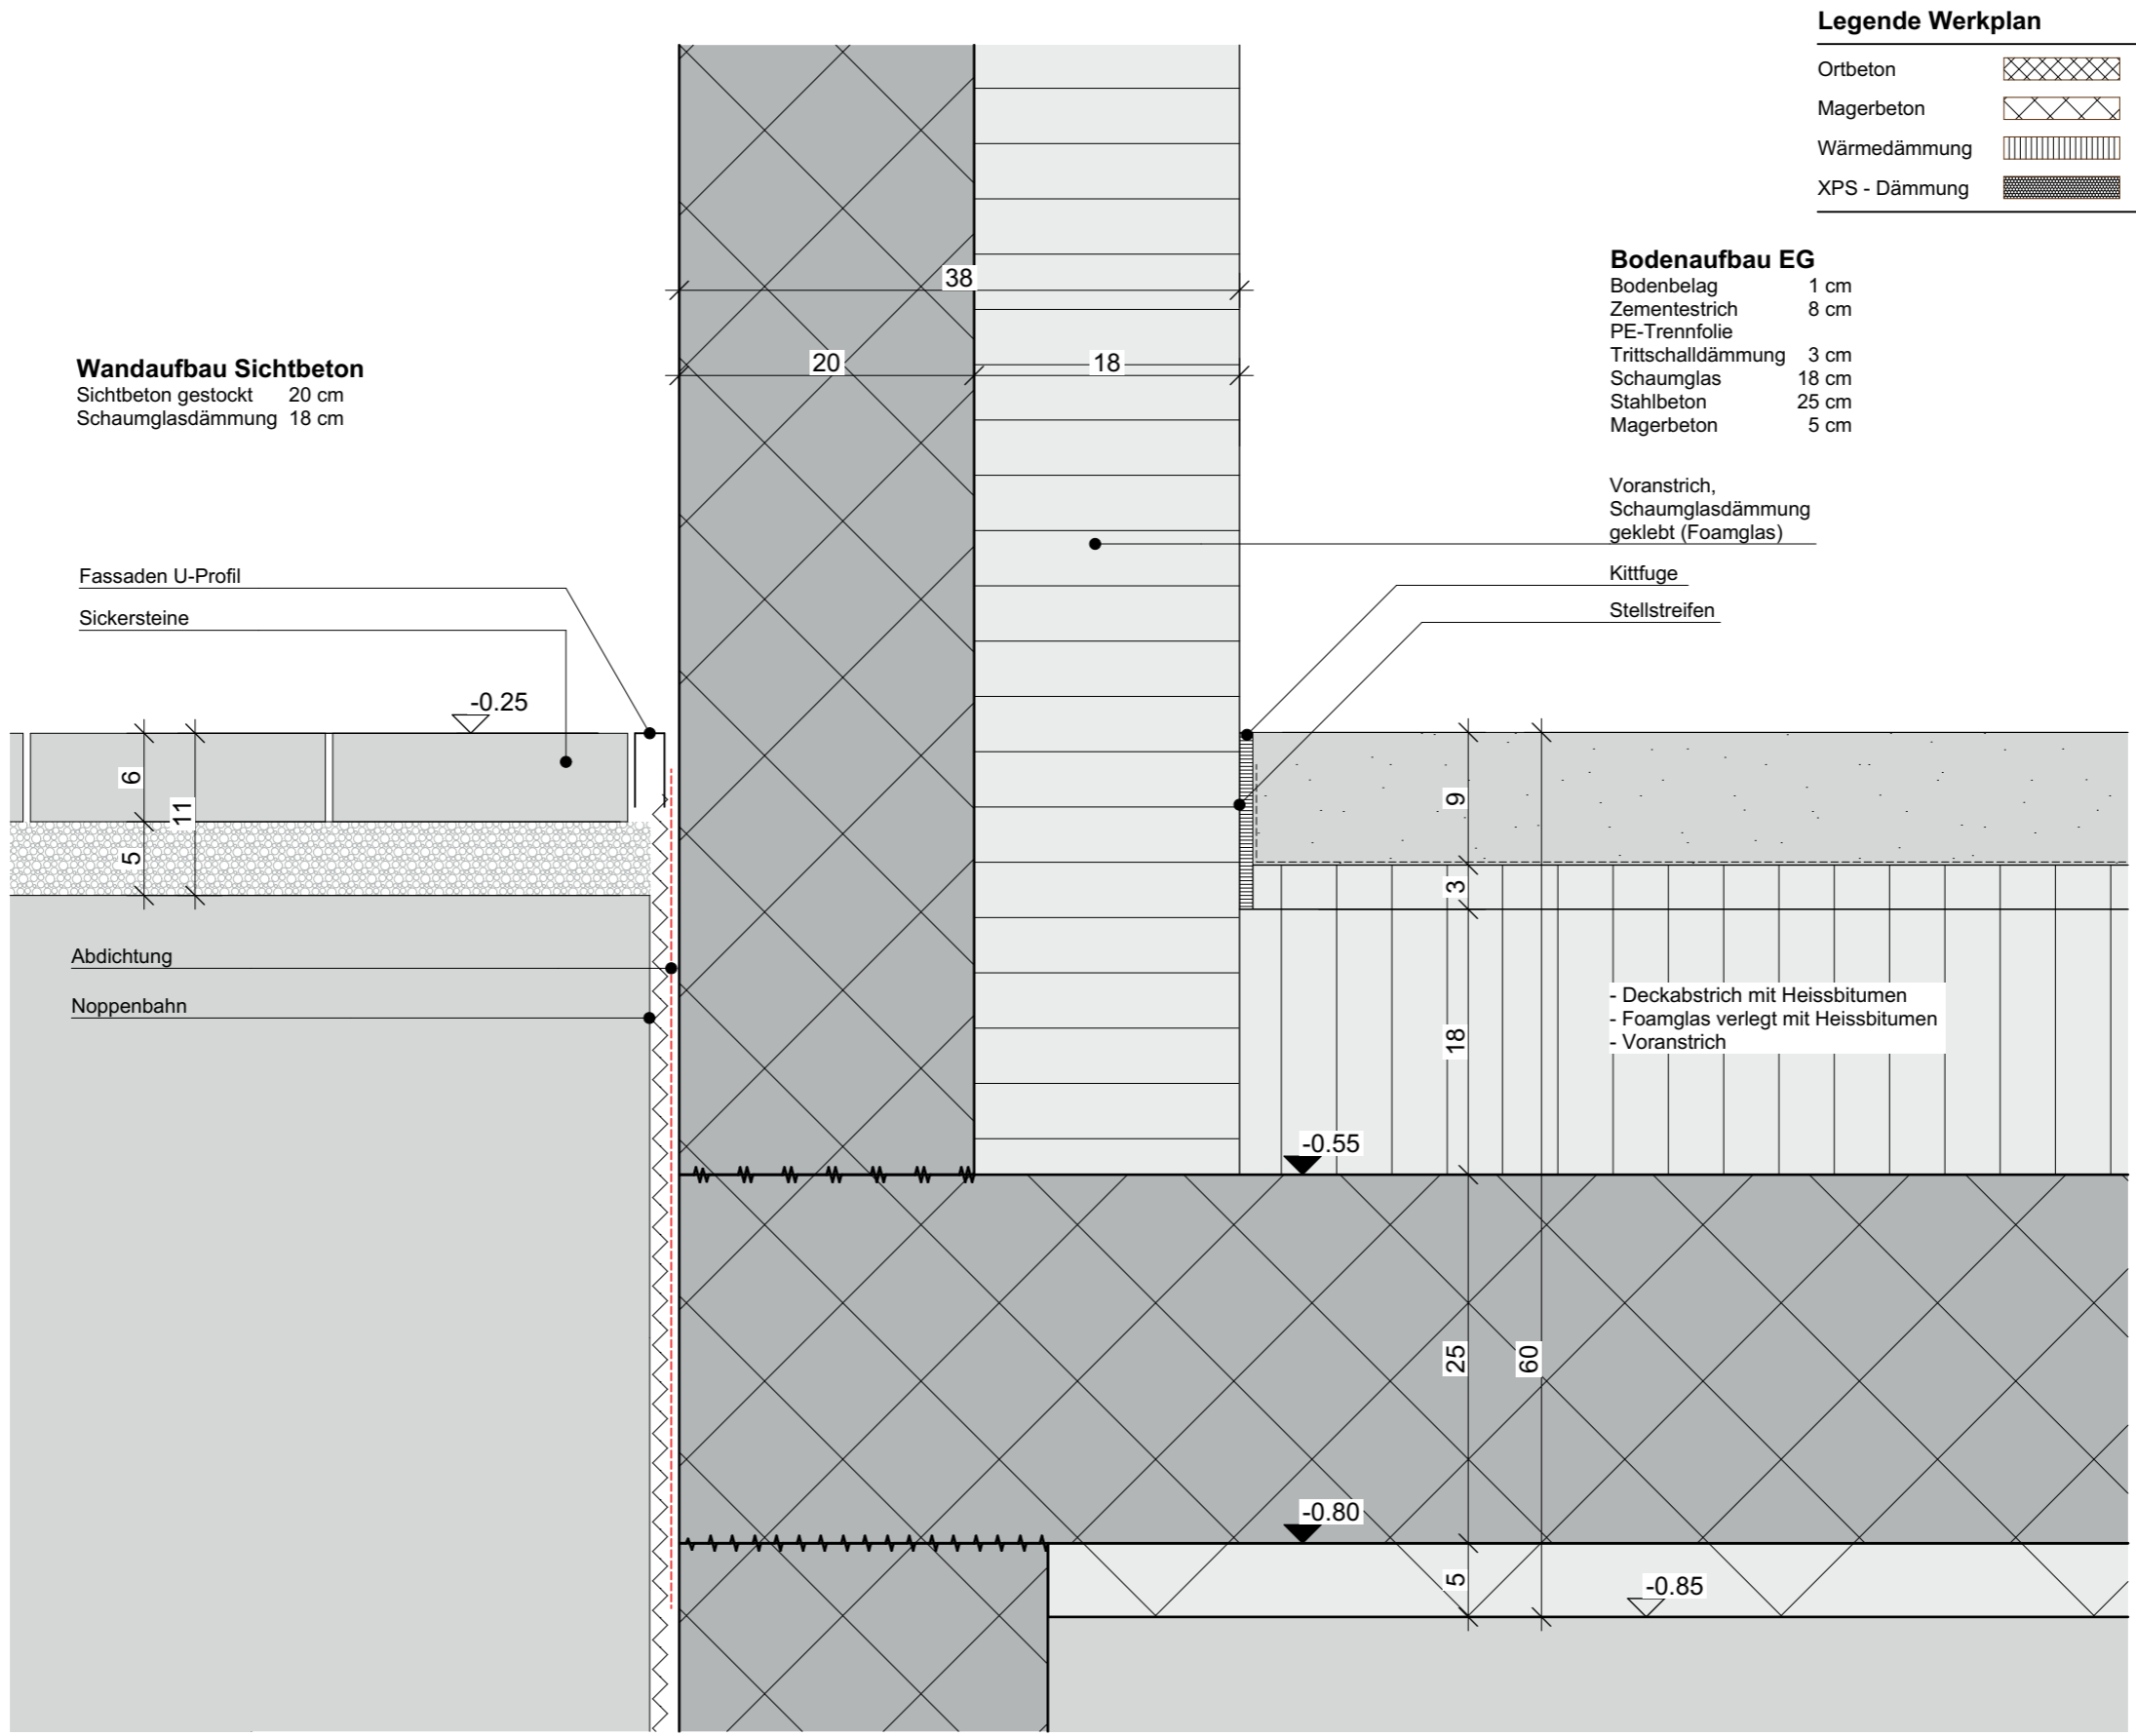 Legende Werkplan
Ortbeton
Magerbeton
Wärmedämmung
XPS - Dämmung
Bodenaufbau EG
Bodenbelag 1 cm
Zementestrich 8 cm
PE-Trennfolie
Trittschalldämmung 3 cm
Schaumglas 18 cm
Stahlbeton 25 cm
Magerbeton 5 cm
Wandaufbau Sichtbeton
Sichtbeton gestockt 20 cm
Schaumglasdämmung 18 cm
38
20
18
Voranstrich,
Schaumglasdämmung
geklebt (Foamglas)
Kittfuge
Stellstreifen
Fassaden U-Profil
Sickersteine
-0.25
6
11
5
9
3
18
25
60
5
Abdichtung
Noppenbahn
- Deckabstrich mit Heissbitumen
- Foamglas verlegt mit Heissbitumen
- Voranstrich
-0.55
-0.80
-0.85